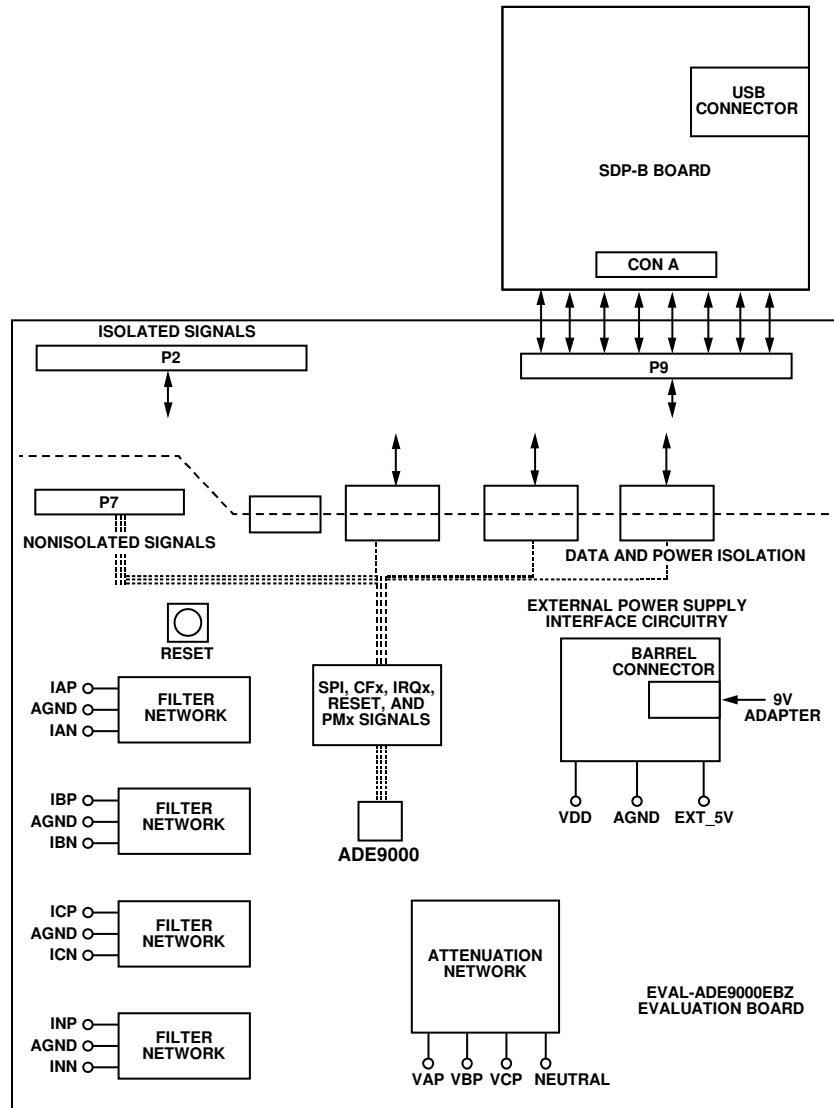 USB
CONNECTOR
SDP-B BOARD
CON A
ISOLATED SIGNALS
P2
P9
P7
NONISOLATED SIGNALS
DATA AND POWER ISOLATION
EXTERNAL POWER SUPPLY
INTERFACE CIRCUITRY
RESET
BARREL
CONNECTOR
9V
ADAPTER
SPI, CFx, IRQx,
RESET, AND
PMx SIGNALS
IAP
AGND
IAN
FILTER
NETWORK
VDD
AGND
EXT_5V
IBP
AGND
IBN
FILTER
NETWORK
ADE9000
ICP
AGND
ICN
FILTER
NETWORK
ATTENUATION
NETWORK
EVAL-ADE9000EBZ
EVALUATION BOARD
INP
AGND
INN
FILTER
NETWORK
VAP
VBP
VCP
NEUTRAL